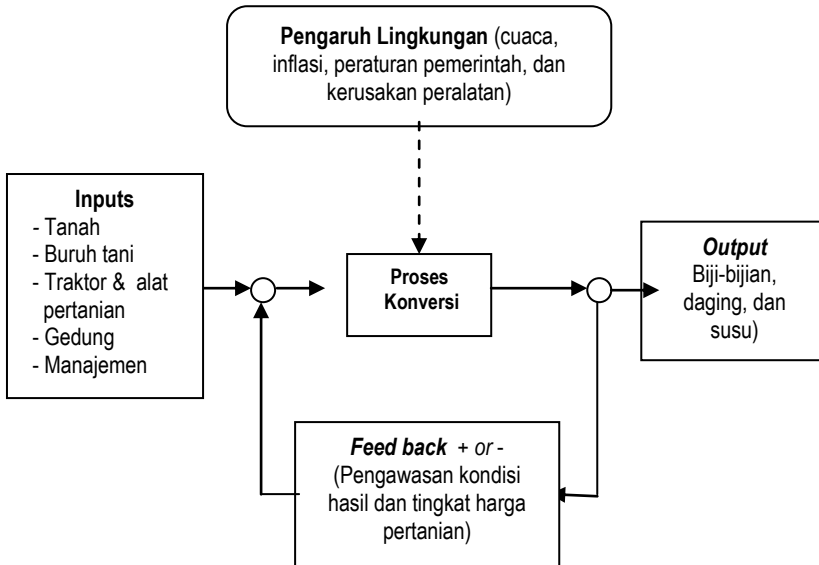 Pengaruh Lingkungan (cuaca,
inflasi, peraturan pemerintah, dan
kerusakan peralatan)
Inputs
- Tanah
- Buruh tani
- Traktor & alat
pertanian
- Gedung
- Manajemen
Proses
Konversi
Output
Biji-bijian,
daging, dan
susu)
Feed back + or -
(Pengawasan kondisi
hasil dan tingkat harga
pertanian)